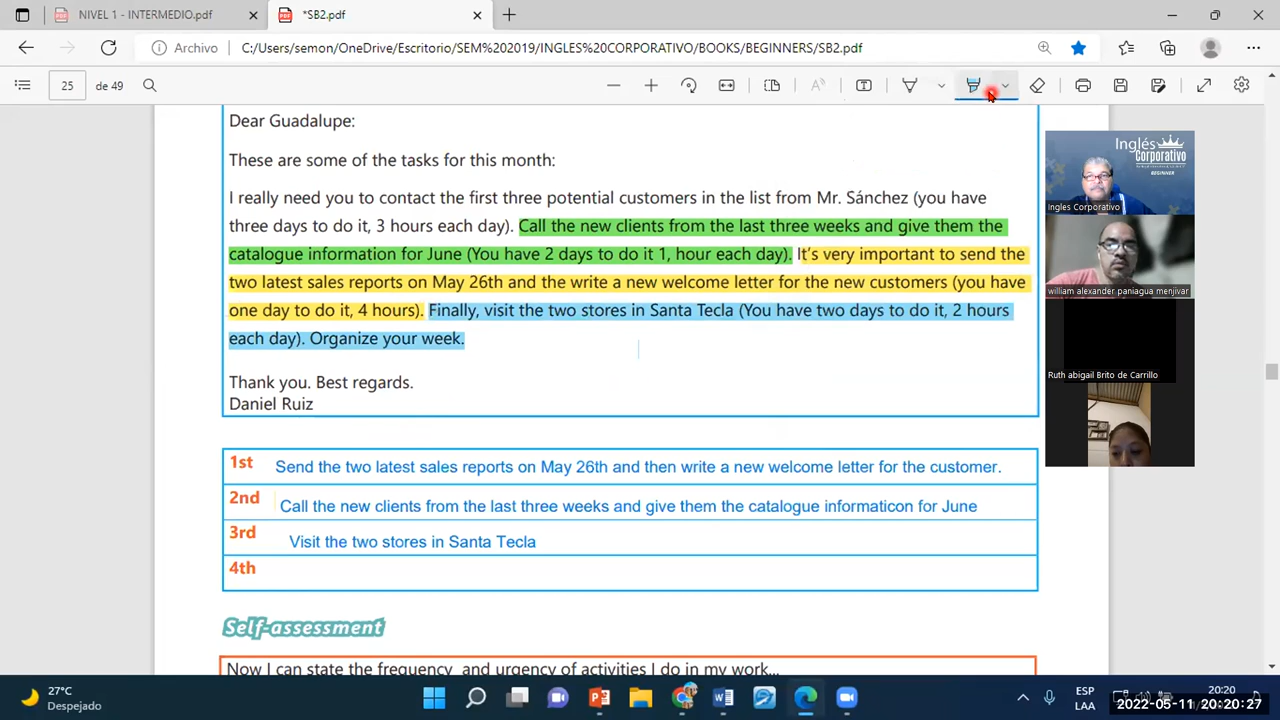 NIVEL 1 - INTERMEDIO.pdf
*SB2.pdf
Archivo
C:/Users/semon/OneDrive/Escritorio/SEM%202019/INGLES%20CORPORATIVO/BOOKS/BEGINNERS/SB2.pdf
25
de 49
Dear Guadalupe:
These are some of the tasks for this month:
I really need you to contact the first three potential customers in the list from Mr. Sánchez (you have
three days to do it, 3 hours each day). Call the new clients from the last three weeks and give them the
catalogue information for June (You have 2 days to do it 1, hour each day). It's very important to send the
two latest sales reports on May 26th and the write a new welcome letter for the new customers (you have
one day to do it, 4 hours). Finally, visit the two stores in Santa Tecla (You have two days to do it, 2 hours
each day). Organize your week.
Thank you. Best regards.
Daniel Ruiz
1st Send the two latest sales reports on May 26th and then write a new welcome letter for the customer.
2nd Call the new clients from the last three weeks and give them the catalogue informaticon for June
3rd Visit the two stores in Santa Tecla
4th
Self-assessment
Now I can state the frequency and urgency of activities I do in my work...
Inglés
Corporativo
BEGINNER
Ingles Corporativo
william alexander paniagua menjivar
Ruth abigail Brito de Carrillo
27°C
Despejado
ESP
LAA
20:20
2022-05-11 20:20:27